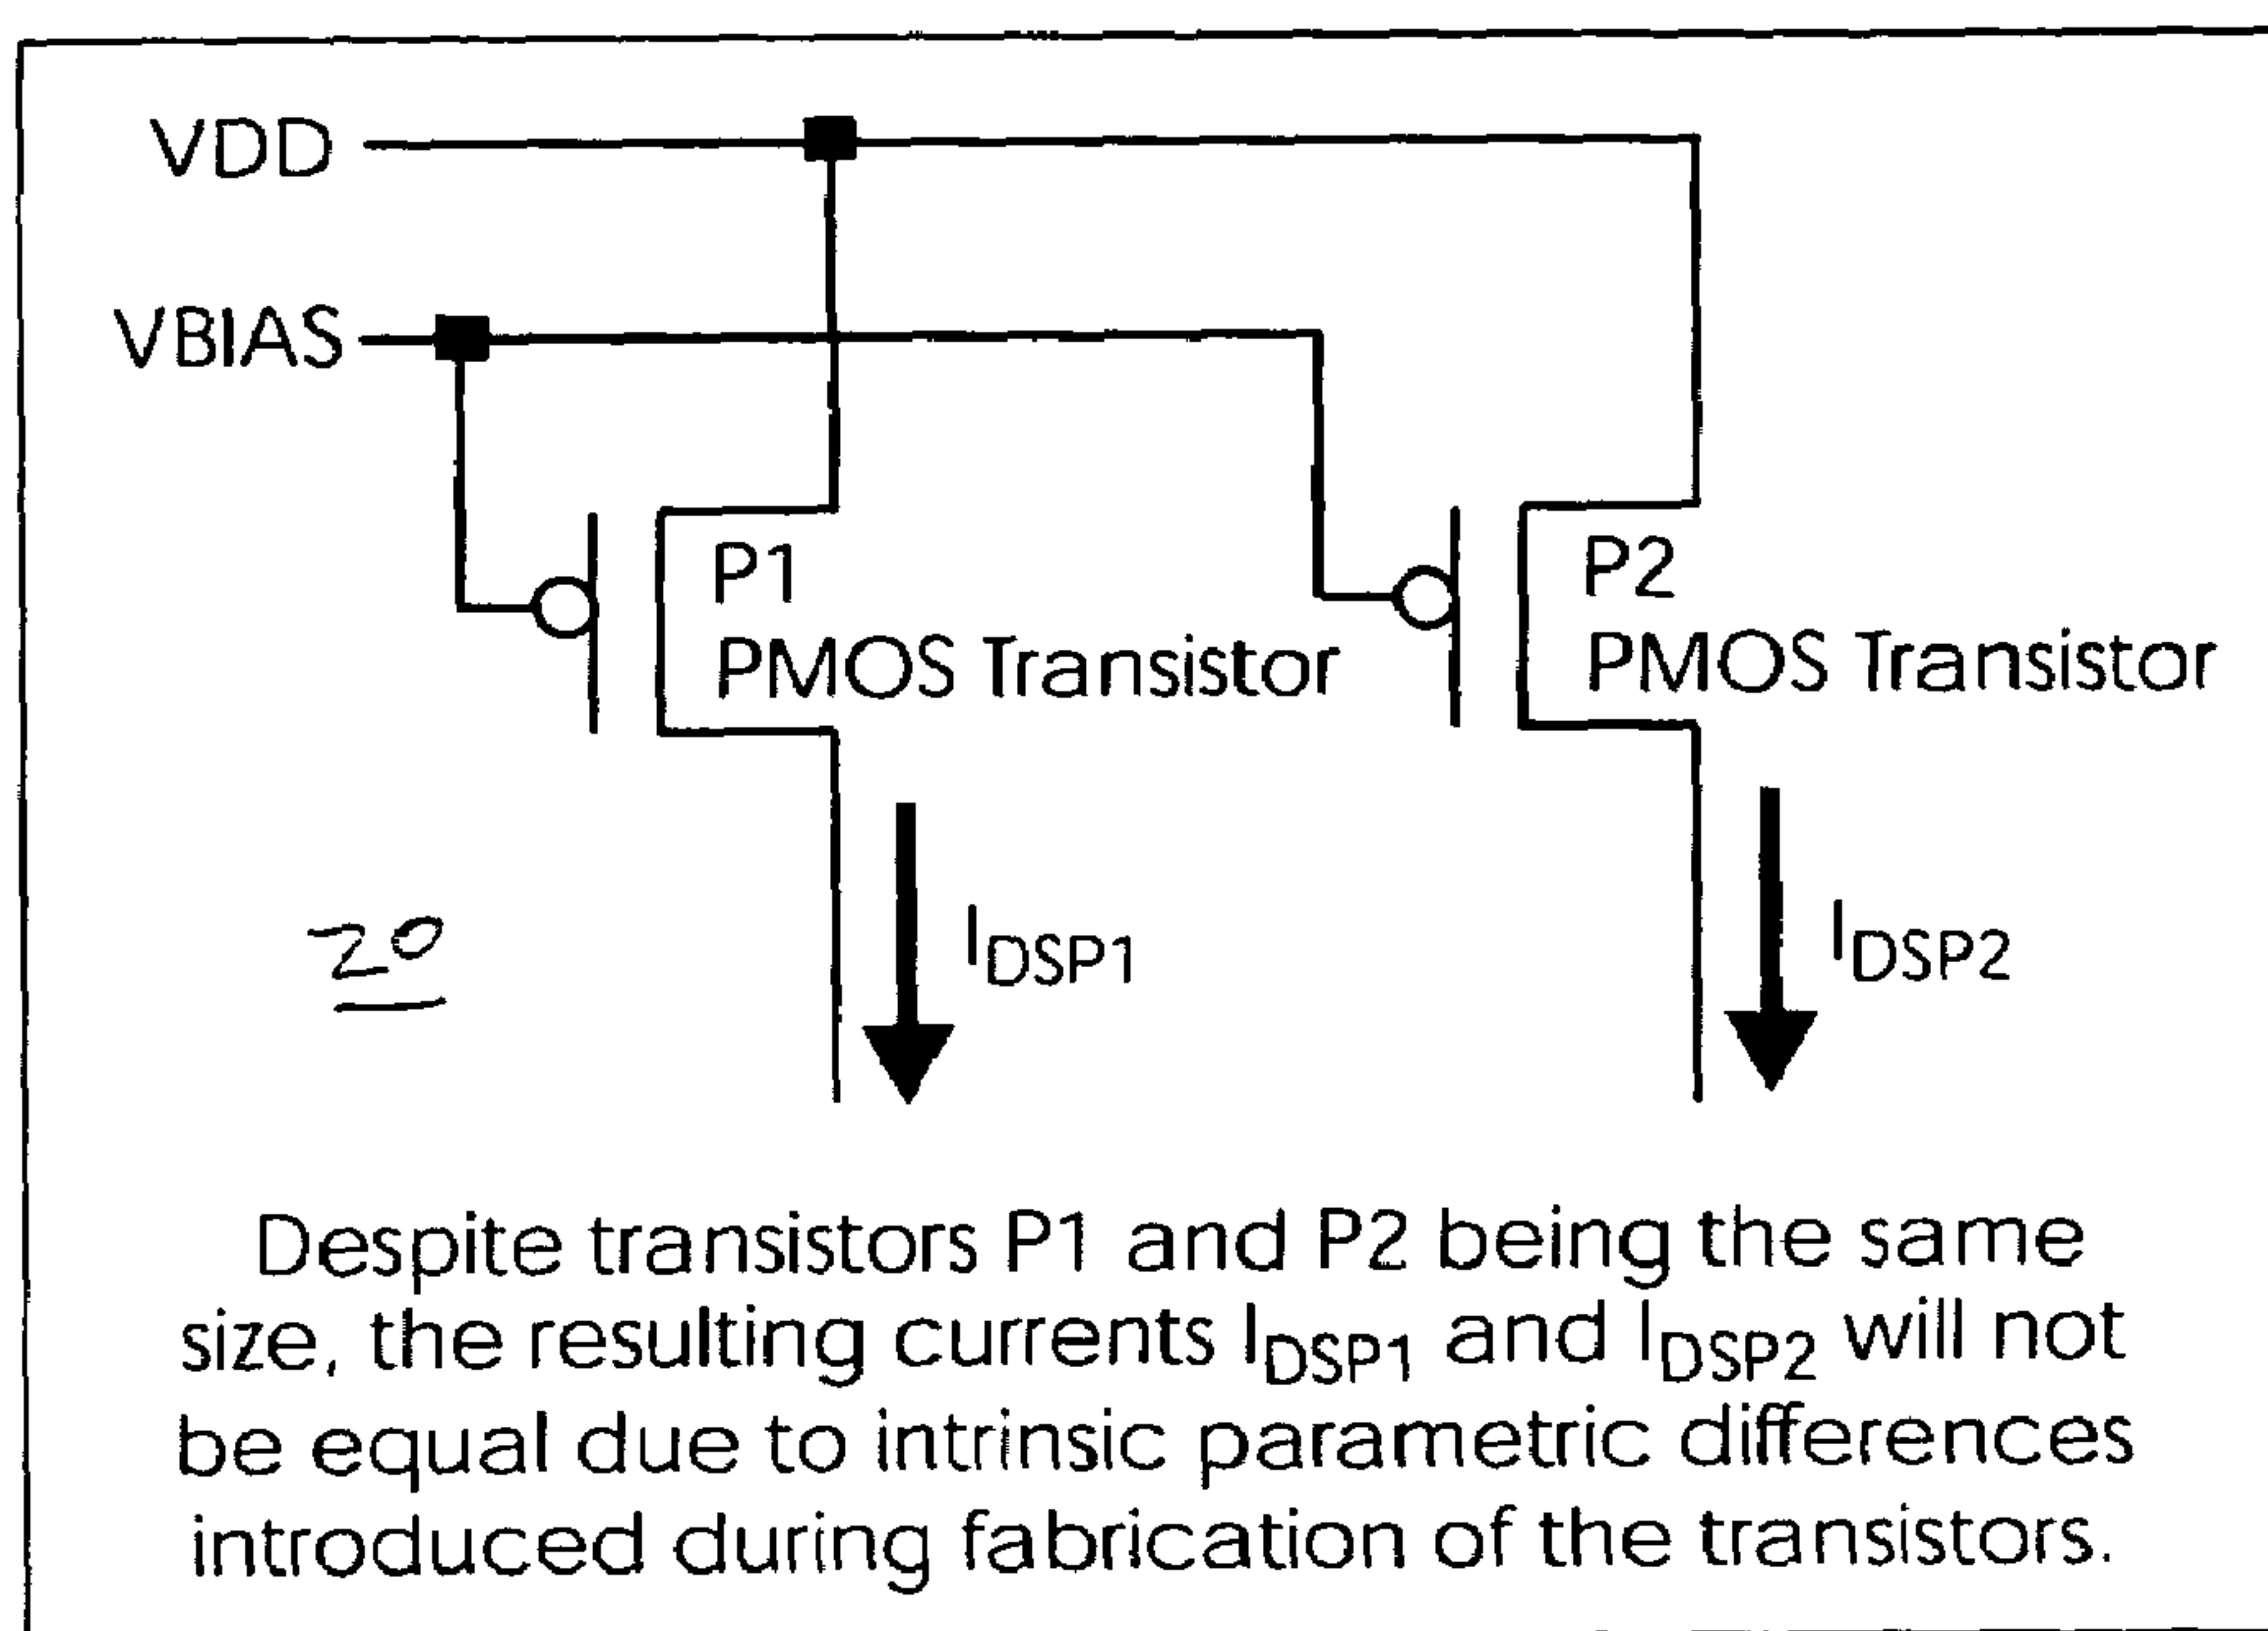 VDD
VBIAS
P1
PMOS Transistor
P2
PMOS Transistor
20
IDSP1
IDSP2
Despite transistors P1 and P2 being the same
size, the resulting currents IDSP1 and IDSP2 will not
be equal due to intrinsic parametric differences
introduced during fabrication of the transistors.